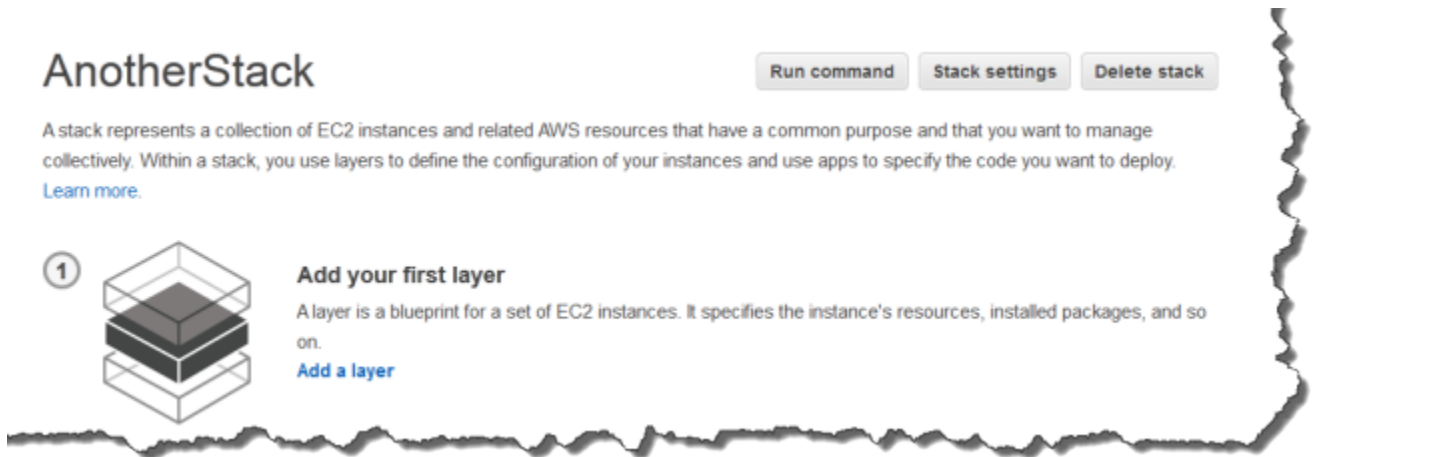 AnotherStack
Run command
Stack settings
Delete stack
A stack represents a collection of EC2 instances and related AWS resources that have a common purpose and that you want to manage
collectively. Within a stack, you use layers to define the configuration of your instances and use apps to specify the code you want to deploy.
Learn more.
1
Add your first layer
A layer is a blueprint for a set of EC2 instances. It specifies the instance's resources, installed packages, and so
on.
Add a layer